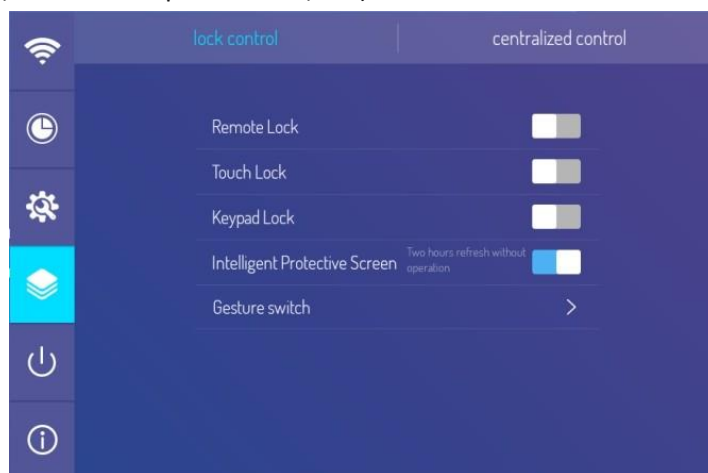 lock control
centralized control
Remote Lock
Touch Lock
Keypad Lock
Intelligent Protective Screen
Two hours refresh without
operation
Gesture switch